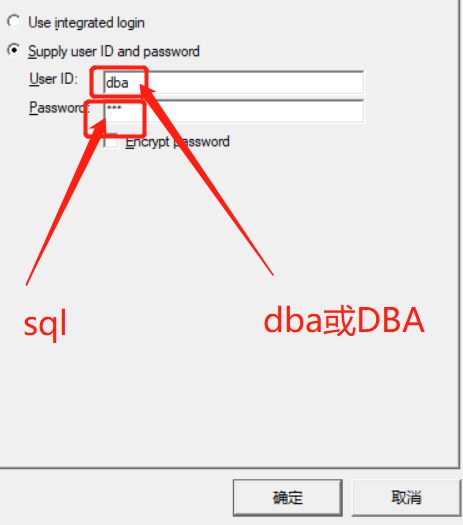 Use integrated login
Supply user ID and password
User ID: dba
Password: ***
Encrypt password
sql
dba或DBA
确定
取消